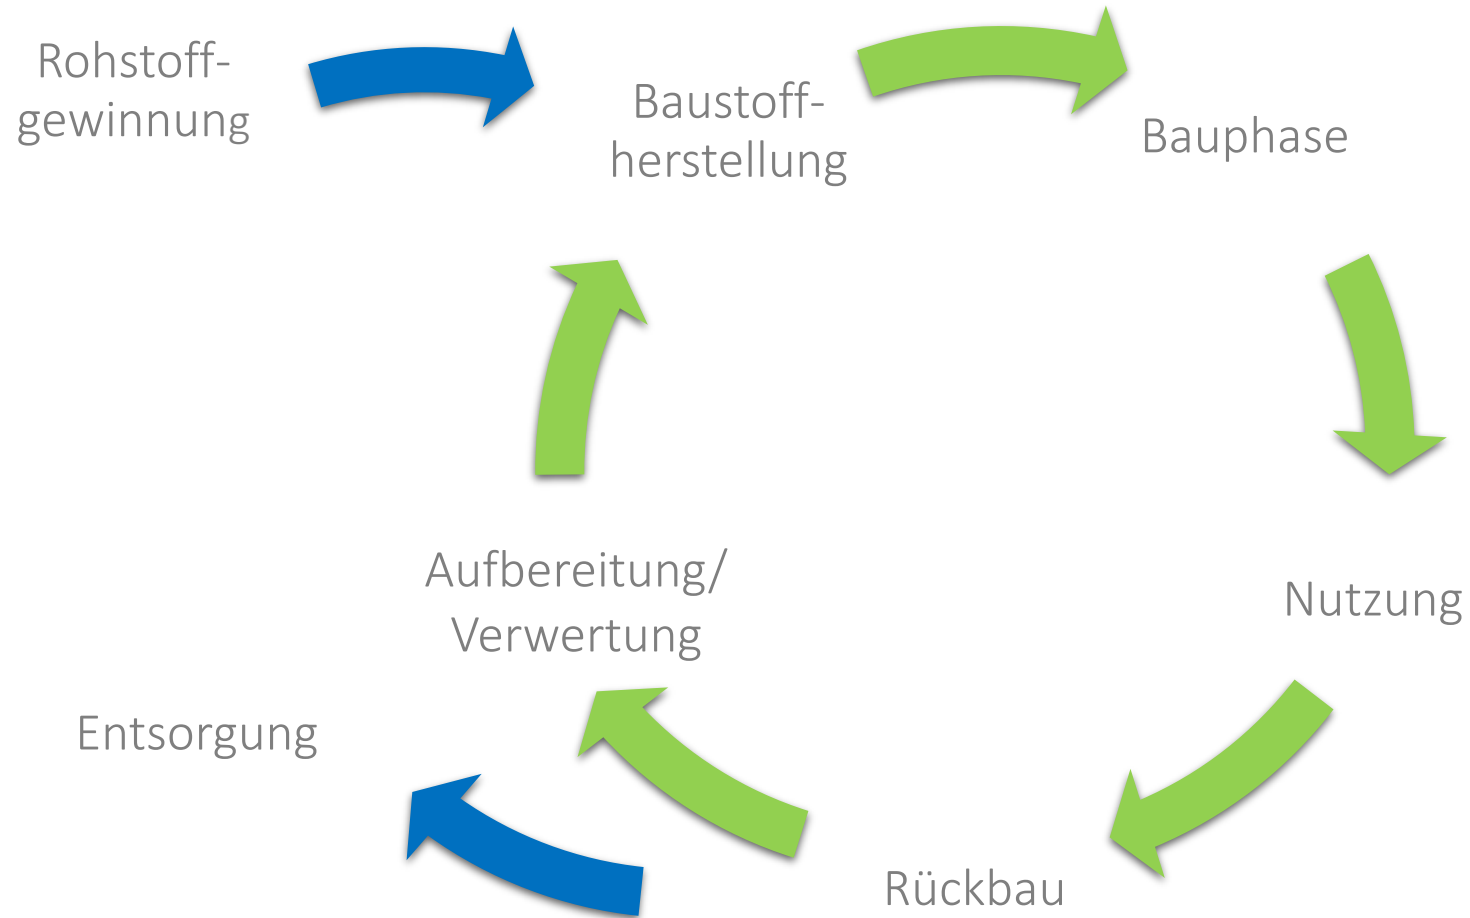 Rohstoff-
gewinnung
Baustoff-
herstellung
Bauphase
Nutzung
Rückbau
Aufbereitung/
Verwertung
Entsorgung